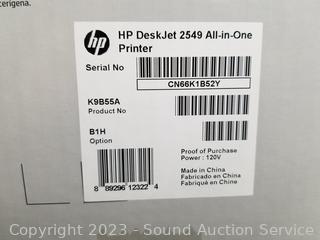 cerigena.
hp
HP DeskJet 2549 All-in-One
Printer
Serial No
CN66K1B52Y
K9B55A
Product No
B1H
Option
Proof of Purchase
Power : 120V
Made in China
Fabricado en China
Fabriqué en Chine
8 89296 12322 4
Copyright 2023 - Sound Auction Service